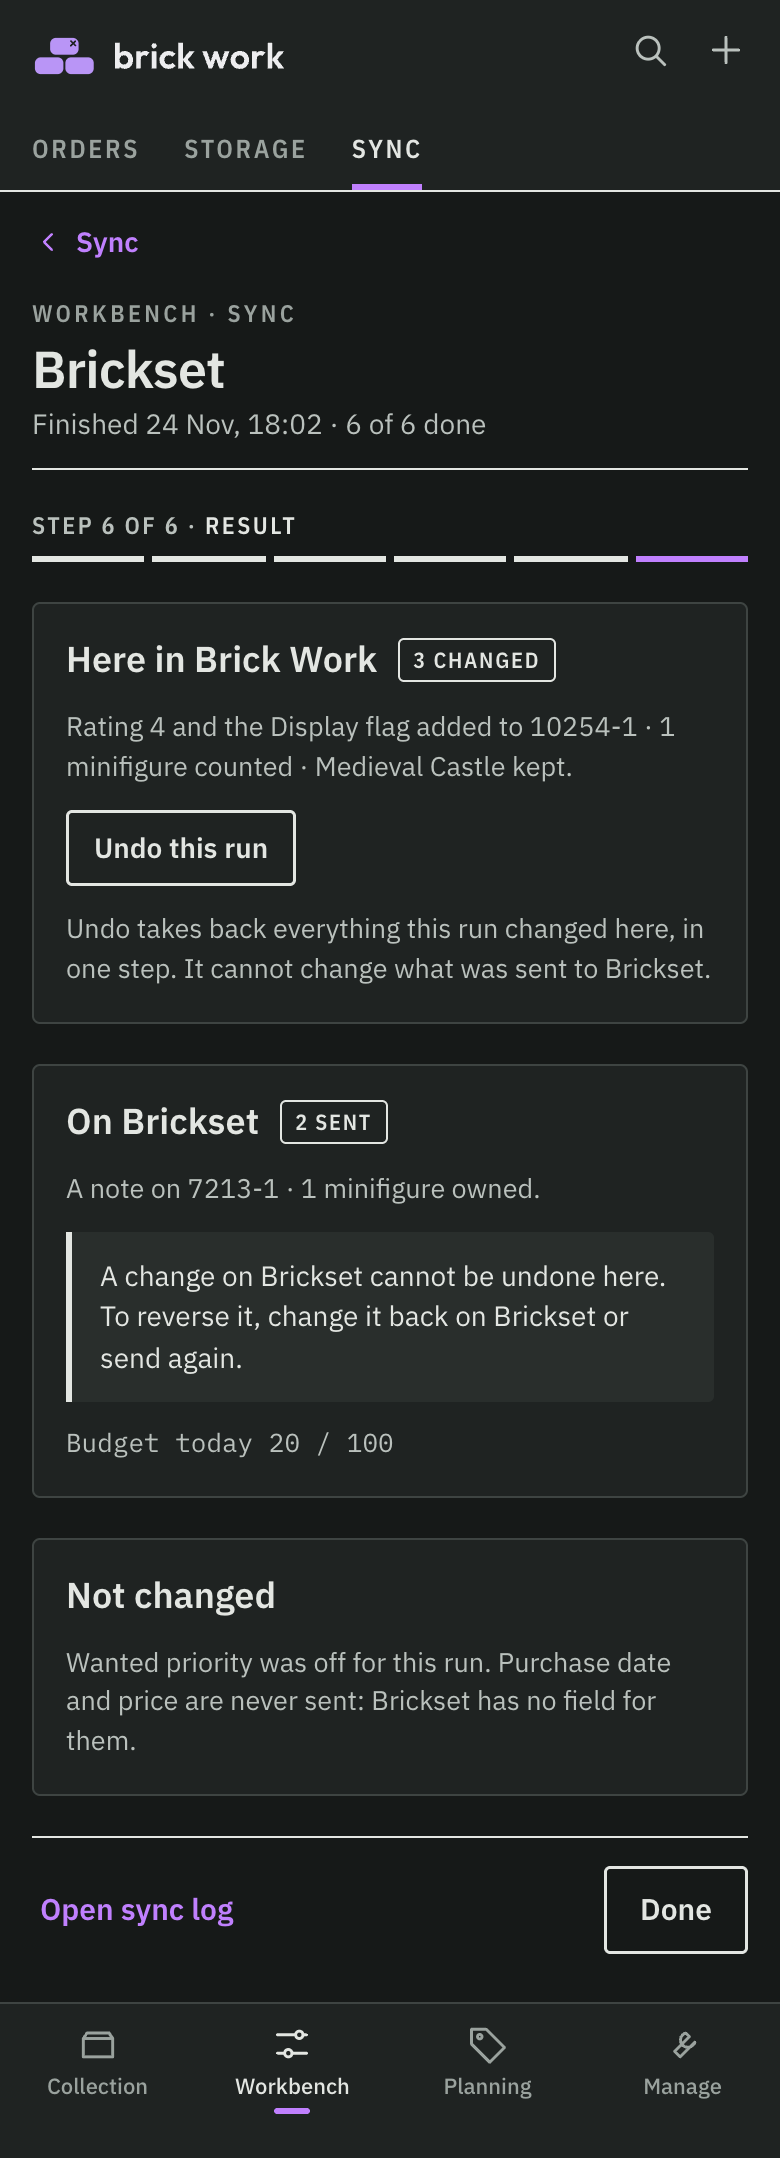 brick work
ORDERS STORAGE SYNC
Sync
WORKBENCH · SYNC
Brickset
Finished 24 Nov, 18:02 · 6 of 6 done
STEP 6 OF 6 · RESULT
Here in Brick Work 3 CHANGED
Rating 4 and the Display flag added to 10254-1 · 1
minifigure counted · Medieval Castle kept.
Undo this run
Undo takes back everything this run changed here, in
one step. It cannot change what was sent to Brickset.
On Brickset 2 SENT
A note on 7213-1 · 1 minifigure owned.
A change on Brickset cannot be undone here.
To reverse it, change it back on Brickset or
send again.
Budget today 20 / 100
Not changed
Wanted priority was off for this run. Purchase date
and price are never sent: Brickset has no field for
them.
Open sync log Done
Collection Workbench Planning Manage